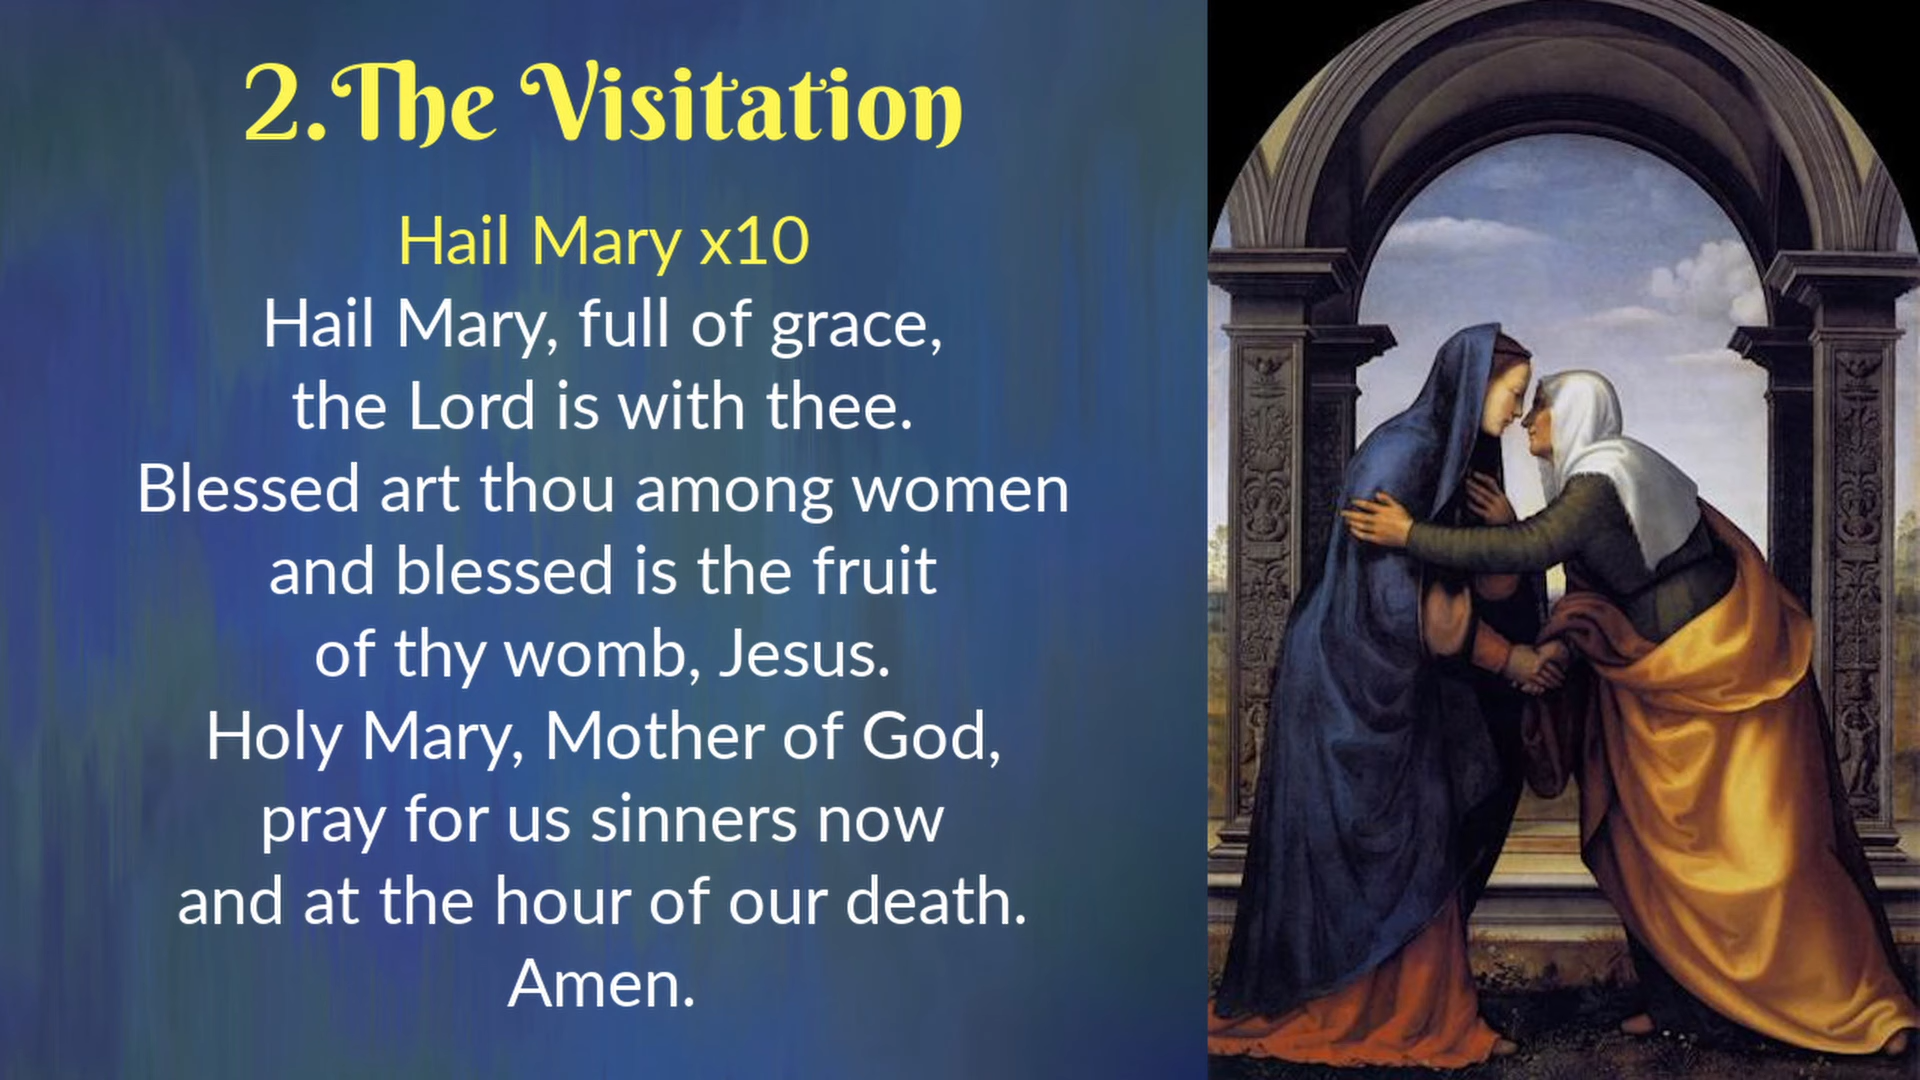 2.The Visitation
Hail Mary x10
Hail Mary, full of grace,
the Lord is with thee.
Blessed art thou among women
and blessed is the fruit
of thy womb, Jesus.
Holy Mary, Mother of God,
pray for us sinners now
and at the hour of our death.
Amen.